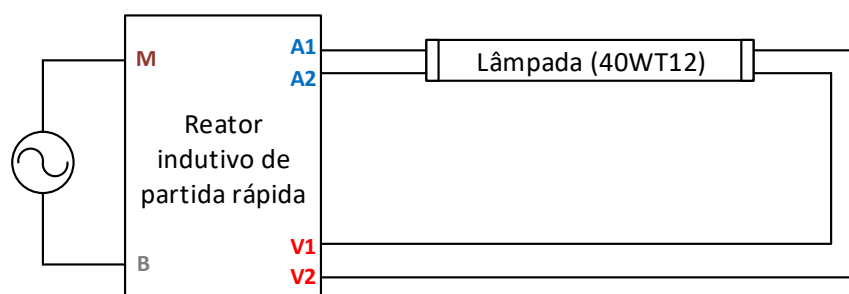 M
A1
A2
Lâmpada (40WT12)
Reator
indutivo de
partida rápida
V1
B
V2